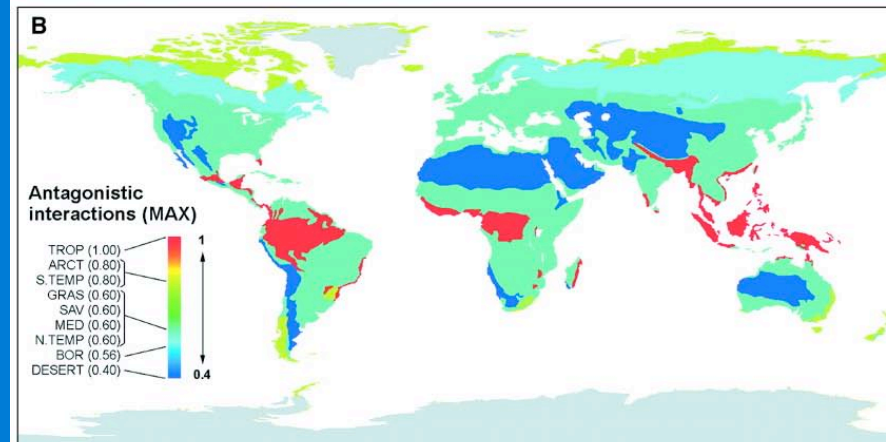 B
Antagonistic
interactions (MAX)
TROP (1.00)
ARCT (0.80)
S.TEMP (0.80)
GRAS (0.60)
SAV (0.60)
MED (0.60)
N.TEMP (0.60)
BOR (0.56)
DESERT (0.40)
1
0.4